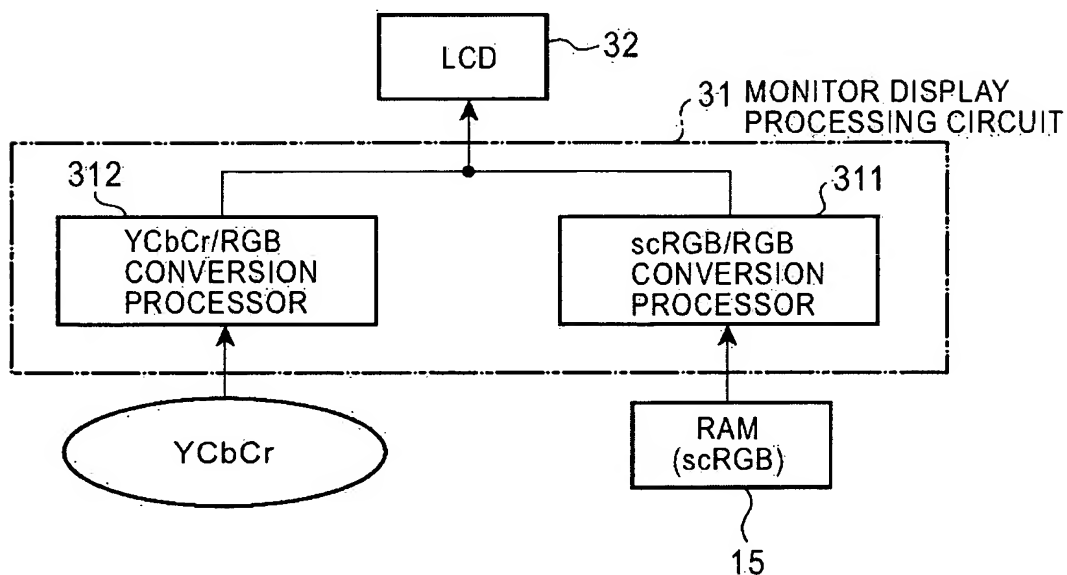 LCD
32
31 MONITOR DISPLAY
PROCESSING CIRCUIT
312
311
YCbCr/RGB
CONVERSION
PROCESSOR
scRGB/RGB
CONVERSION
PROCESSOR
YCbCr
RAM
(scRGB)
15